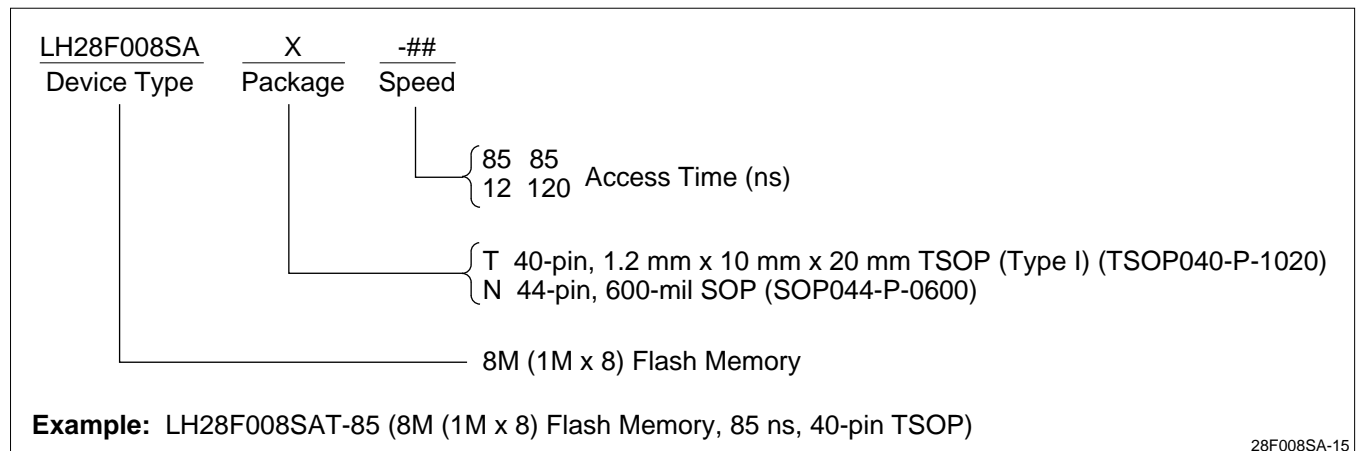 LH28F008SA X -##
Device Type Package Speed
85 85
12 120 Access Time (ns)
T 40-pin, 1.2 mm x 10 mm x 20 mm TSOP (Type I) (TSOP040-P-1020)
N 44-pin, 600-mil SOP (SOP044-P-0600)
8M (1M x 8) Flash Memory
Example: LH28F008SAT-85 (8M (1M x 8) Flash Memory, 85 ns, 40-pin TSOP)
28F008SA-15